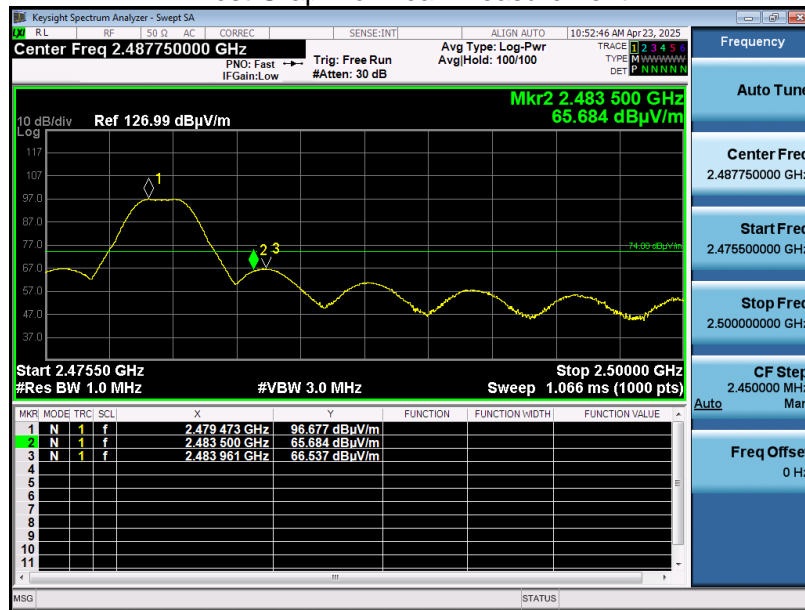 Keysight Spectrum Analyzer - Swept SA
RL RF 50 Ω AC CORREC SENSE:INT ALIGN AUTO 10:52:46 AM Apr 23, 2025
Center Freq 2.487750000 GHz
PNO: Fast
IFGain:Low
Trig: Free Run
#Atten: 30 dB
Avg Type: Log-Pwr
Avg|Hold: 100/100
TRACE 1 2 3 4 5 6
TYPE M W W W W W
DET P N N N N N
Mkr2 2.483 500 GHz
65.684 dBµV/m
10 dB/div Ref 126.99 dBµV/m
Log
117
107
97.0
87.0
77.0
67.0
57.0
47.0
37.0
1
2
3
74.00 dBµV/m
Start 2.47550 GHz Stop 2.50000 GHz
#Res BW 1.0 MHz #VBW 3.0 MHz Sweep 1.066 ms (1000 pts)
MKR MODE TRC SCL X Y FUNCTION FUNCTION WIDTH FUNCTION VALUE
1 N 1 f 2.479 473 GHz 96.677 dBµV/m
2 N 1 f 2.483 500 GHz 65.684 dBµV/m
3 N 1 f 2.483 961 GHz 66.537 dBµV/m
4
5
6
7
8
9
10
11
MSG STATUS
Frequency
Auto Tune
Center Freq
2.487750000 GHz
Start Freq
2.475500000 GHz
Stop Freq
2.500000000 GHz
CF Step
2.450000 MHz
Auto Man
Freq Offset
0 Hz